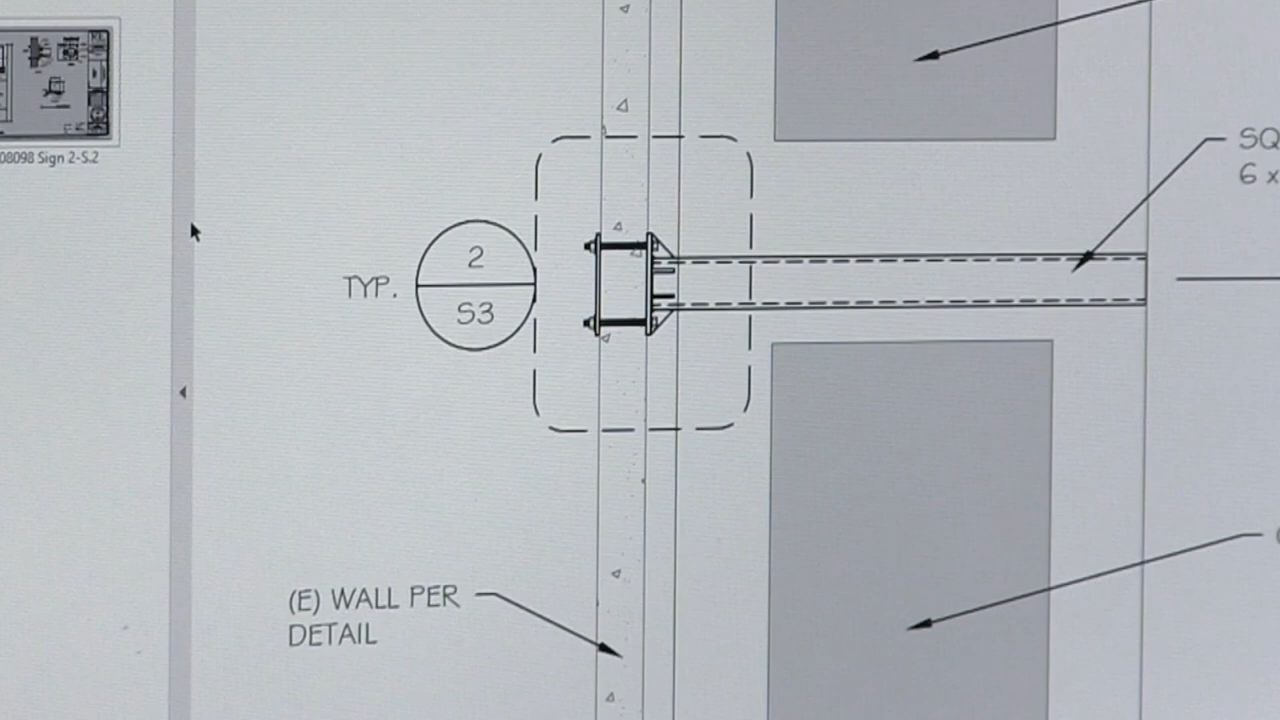 08098 Sign 2-S.2
SQ
6 x
2
TYP.
S3
(E) WALL PER
DETAIL